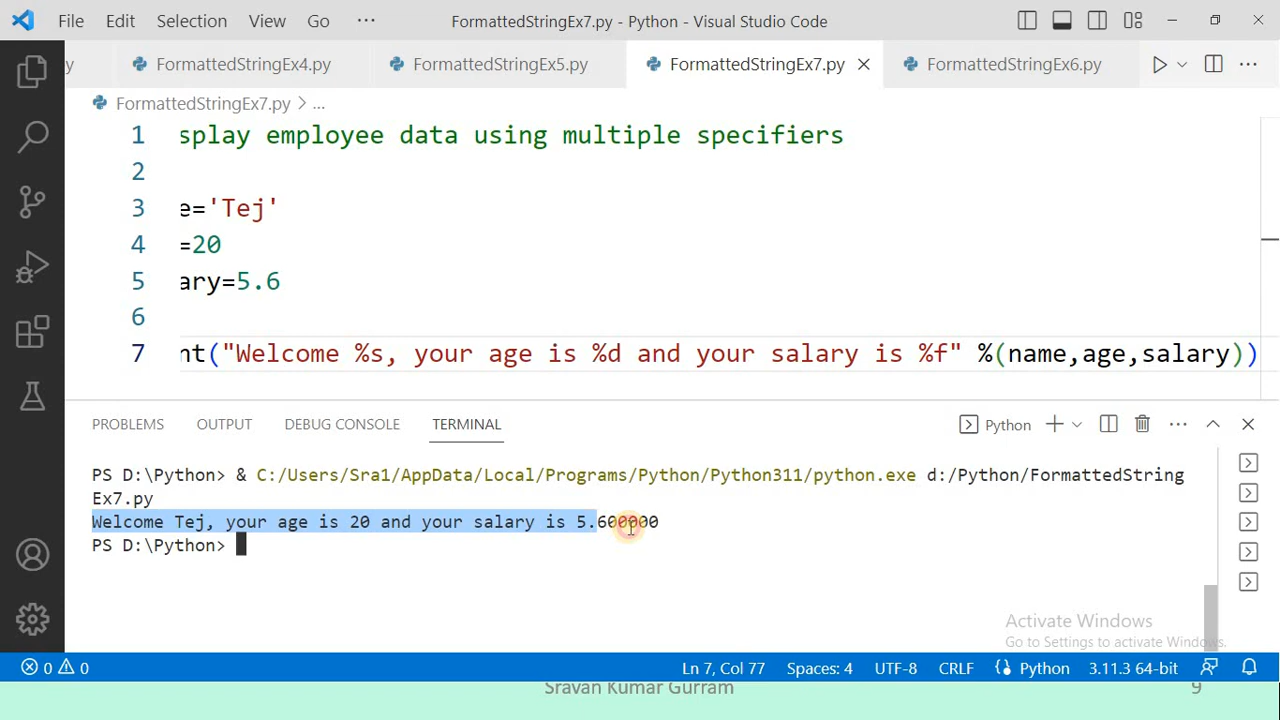 File Edit Selection View Go ··· FormattedStringEx7.py - Python - Visual Studio Code
y FormattedStringEx4.py FormattedStringEx5.py FormattedStringEx7.py FormattedStringEx6.py
FormattedStringEx7.py > ...
1 splay employee data using multiple specifiers
2
3 e='Tej'
4 =20
5 ary=5.6
6
7 nt("Welcome %s, your age is %d and your salary is %f" %(name,age,salary))
PROBLEMS OUTPUT DEBUG CONSOLE TERMINAL Python
PS D:\Python> & C:/Users/Sra1/AppData/Local/Programs/Python/Python311/python.exe d:/Python/FormattedString
Ex7.py
Welcome Tej, your age is 20 and your salary is 5.600000
PS D:\Python>
Activate Windows
Go to Settings to activate Windows.
0 0 Ln 7, Col 77 Spaces: 4 UTF-8 CRLF Python 3.11.3 64-bit
Sravan Kumar Gurram 9